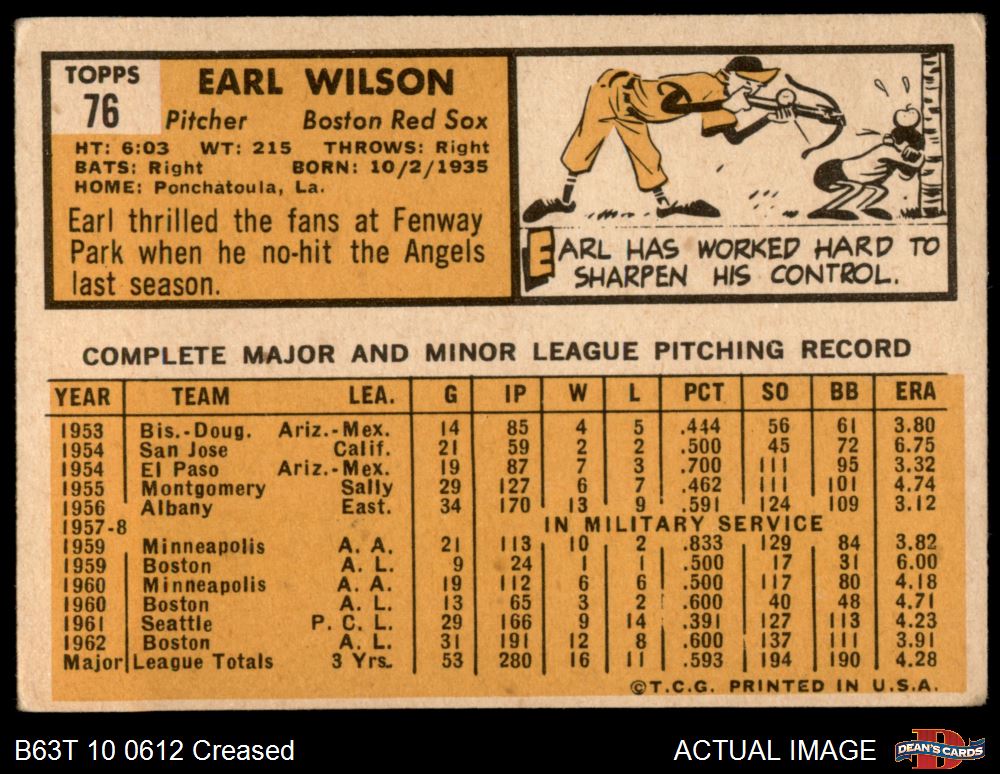 TOPPS
76
EARL WILSON
Pitcher Boston Red Sox
HT: 6:03 WT: 215 THROWS: Right
BATS: Right BORN: 10/2/1935
HOME: Ponchatoula, La.
Earl thrilled the fans at Fenway
Park when he no-hit the Angels
last season.
EARL HAS WORKED HARD TO
SHARPEN HIS CONTROL.
COMPLETE MAJOR AND MINOR LEAGUE PITCHING RECORD
YEAR TEAM LEA. G IP W L PCT SO BB ERA
1953 Bis.-Doug. Ariz.-Mex. 14 85 4 5 .444 56 61 3.80
1954 San Jose Calif. 21 59 2 2 .500 45 72 6.75
1954 El Paso Ariz.-Mex. 19 87 7 3 .700 111 95 3.32
1955 Montgomery Sally 29 127 6 7 .462 111 101 4.74
1956 Albany East. 34 170 13 9 .591 124 109 3.12
1957-8 IN MILITARY SERVICE
1959 Minneapolis A. A. 21 113 10 2 .833 129 84 3.82
1959 Boston A. L. 9 24 1 1 .500 17 31 6.00
1960 Minneapolis A. A. 19 112 6 6 .500 117 80 4.18
1960 Boston A. L. 13 65 3 2 .600 40 48 4.71
1961 Seattle P. C. L. 29 166 9 14 .391 127 113 4.23
1962 Boston A. L. 31 191 12 8 .600 137 111 3.91
Major League Totals 3 Yrs. 53 280 16 11 .593 194 190 4.28
©T.C.G. PRINTED IN U.S.A.
B63T 10 0612 Creased ACTUAL IMAGE
DEAN'S CARDS